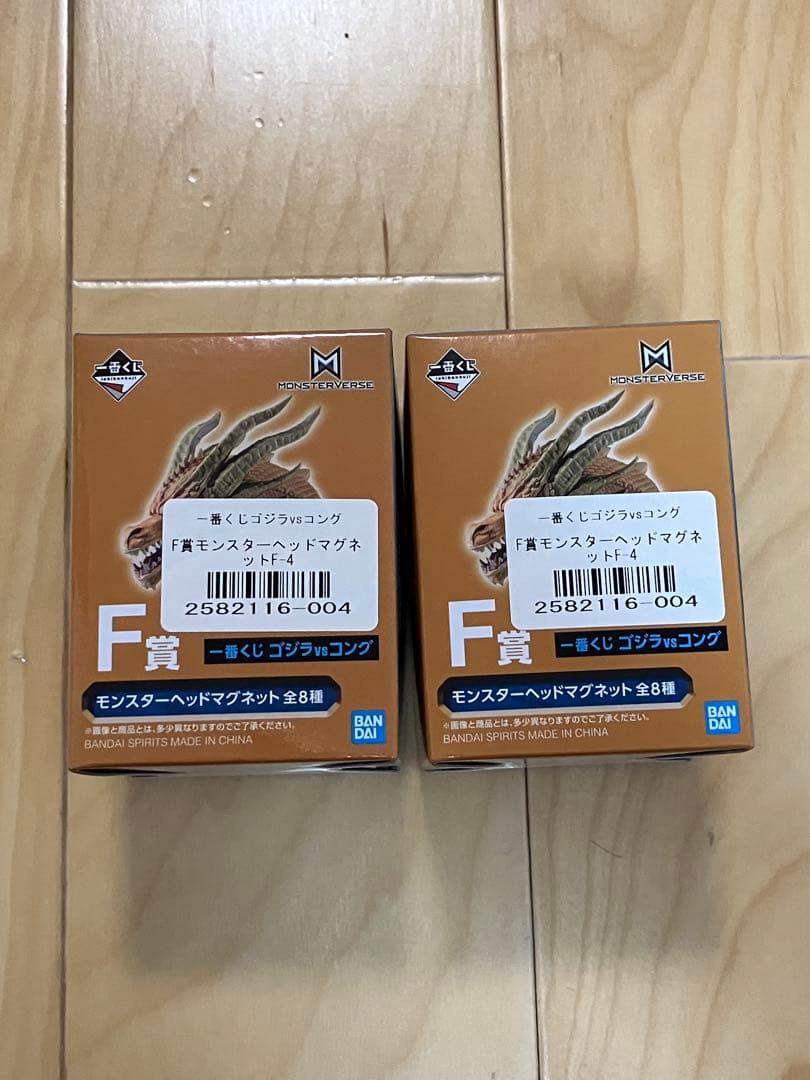 一番くじ
ichibankuji
MONSTERVERSE
一番くじゴジラvsコング
F賞モンスターヘッドマグネ
ットF-4
2582116-004
F賞
一番くじ ゴジラvsコング
モンスターヘッドマグネット 全8種
※画像と商品とは、多少異なりますのでご了承ください。
BANDAI SPIRITS MADE IN CHINA
BAN
DAI
一番くじ
ichibankuji
MONSTERVERSE
一番くじゴジラvsコング
F賞モンスターヘッドマグネ
ットF-4
2582116-004
F賞
一番くじ ゴジラvsコング
モンスターヘッドマグネット 全8種
※画像と商品とは、多少異なりますのでご了承ください。
BANDAI SPIRITS MADE IN CHINA
BAN
DAI